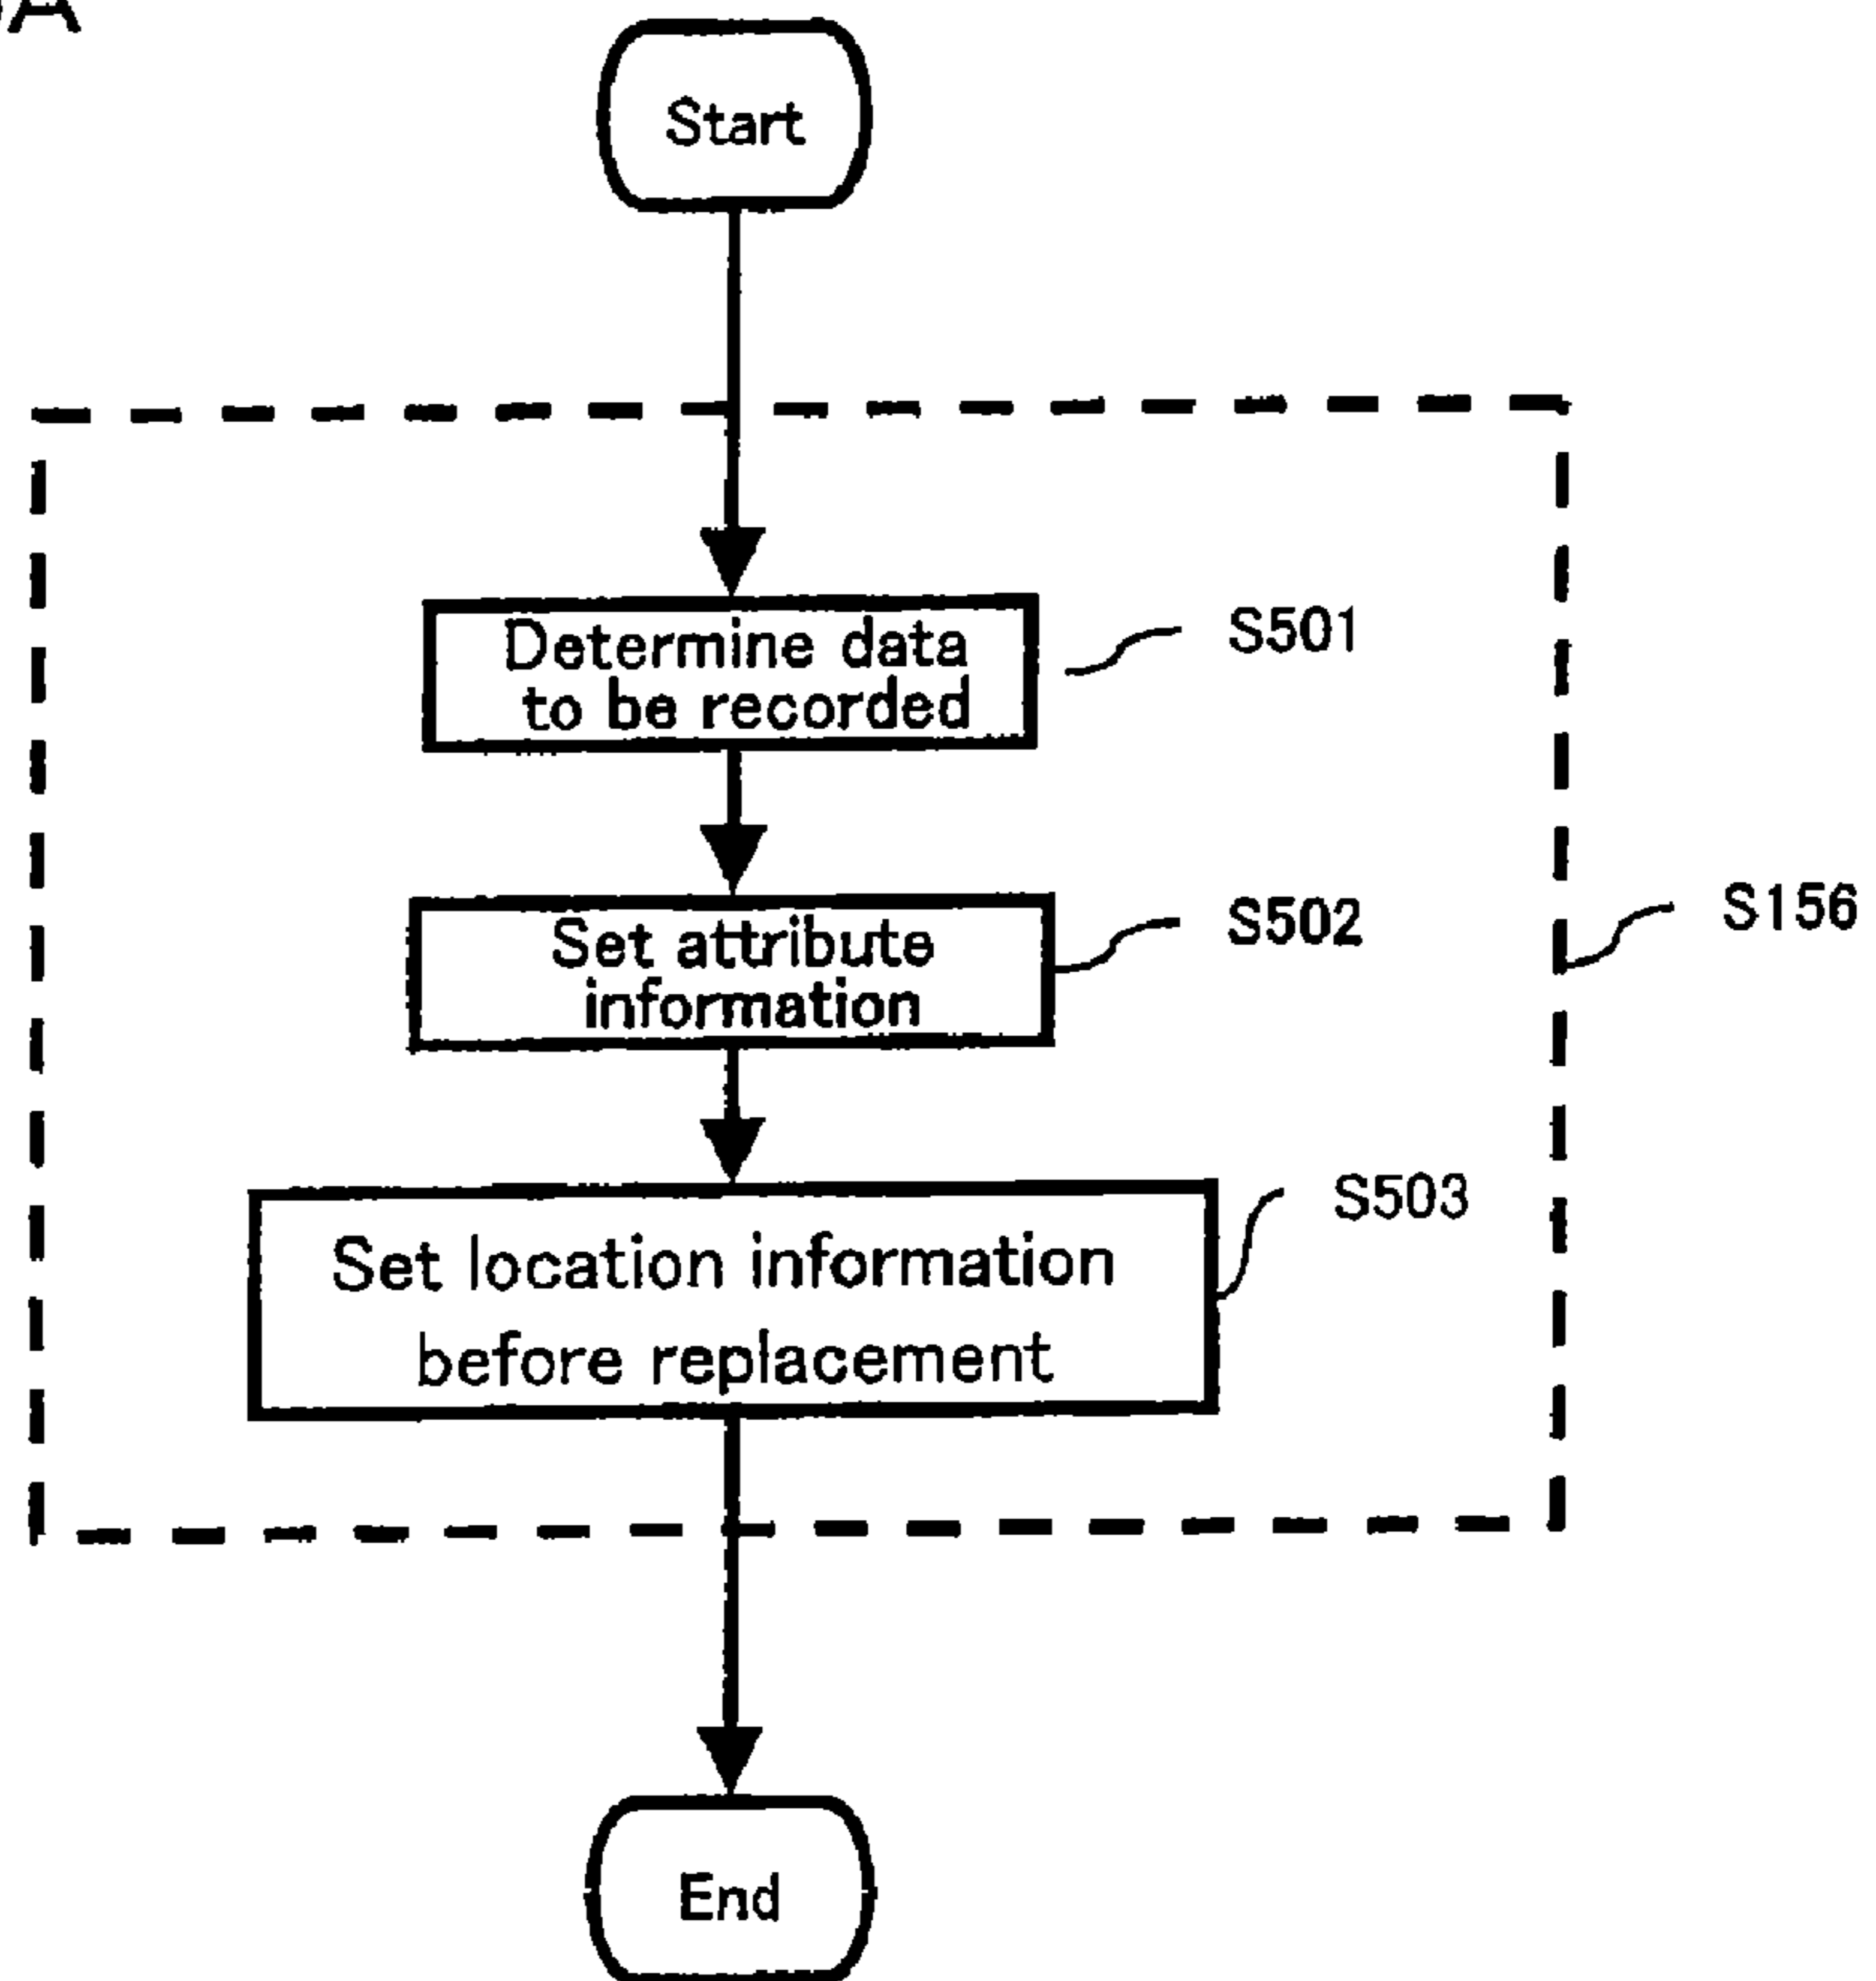 Start
Determine data
to be recorded
S501
Set attribute
information
S502
S156
Set location information
before replacement
S503
End